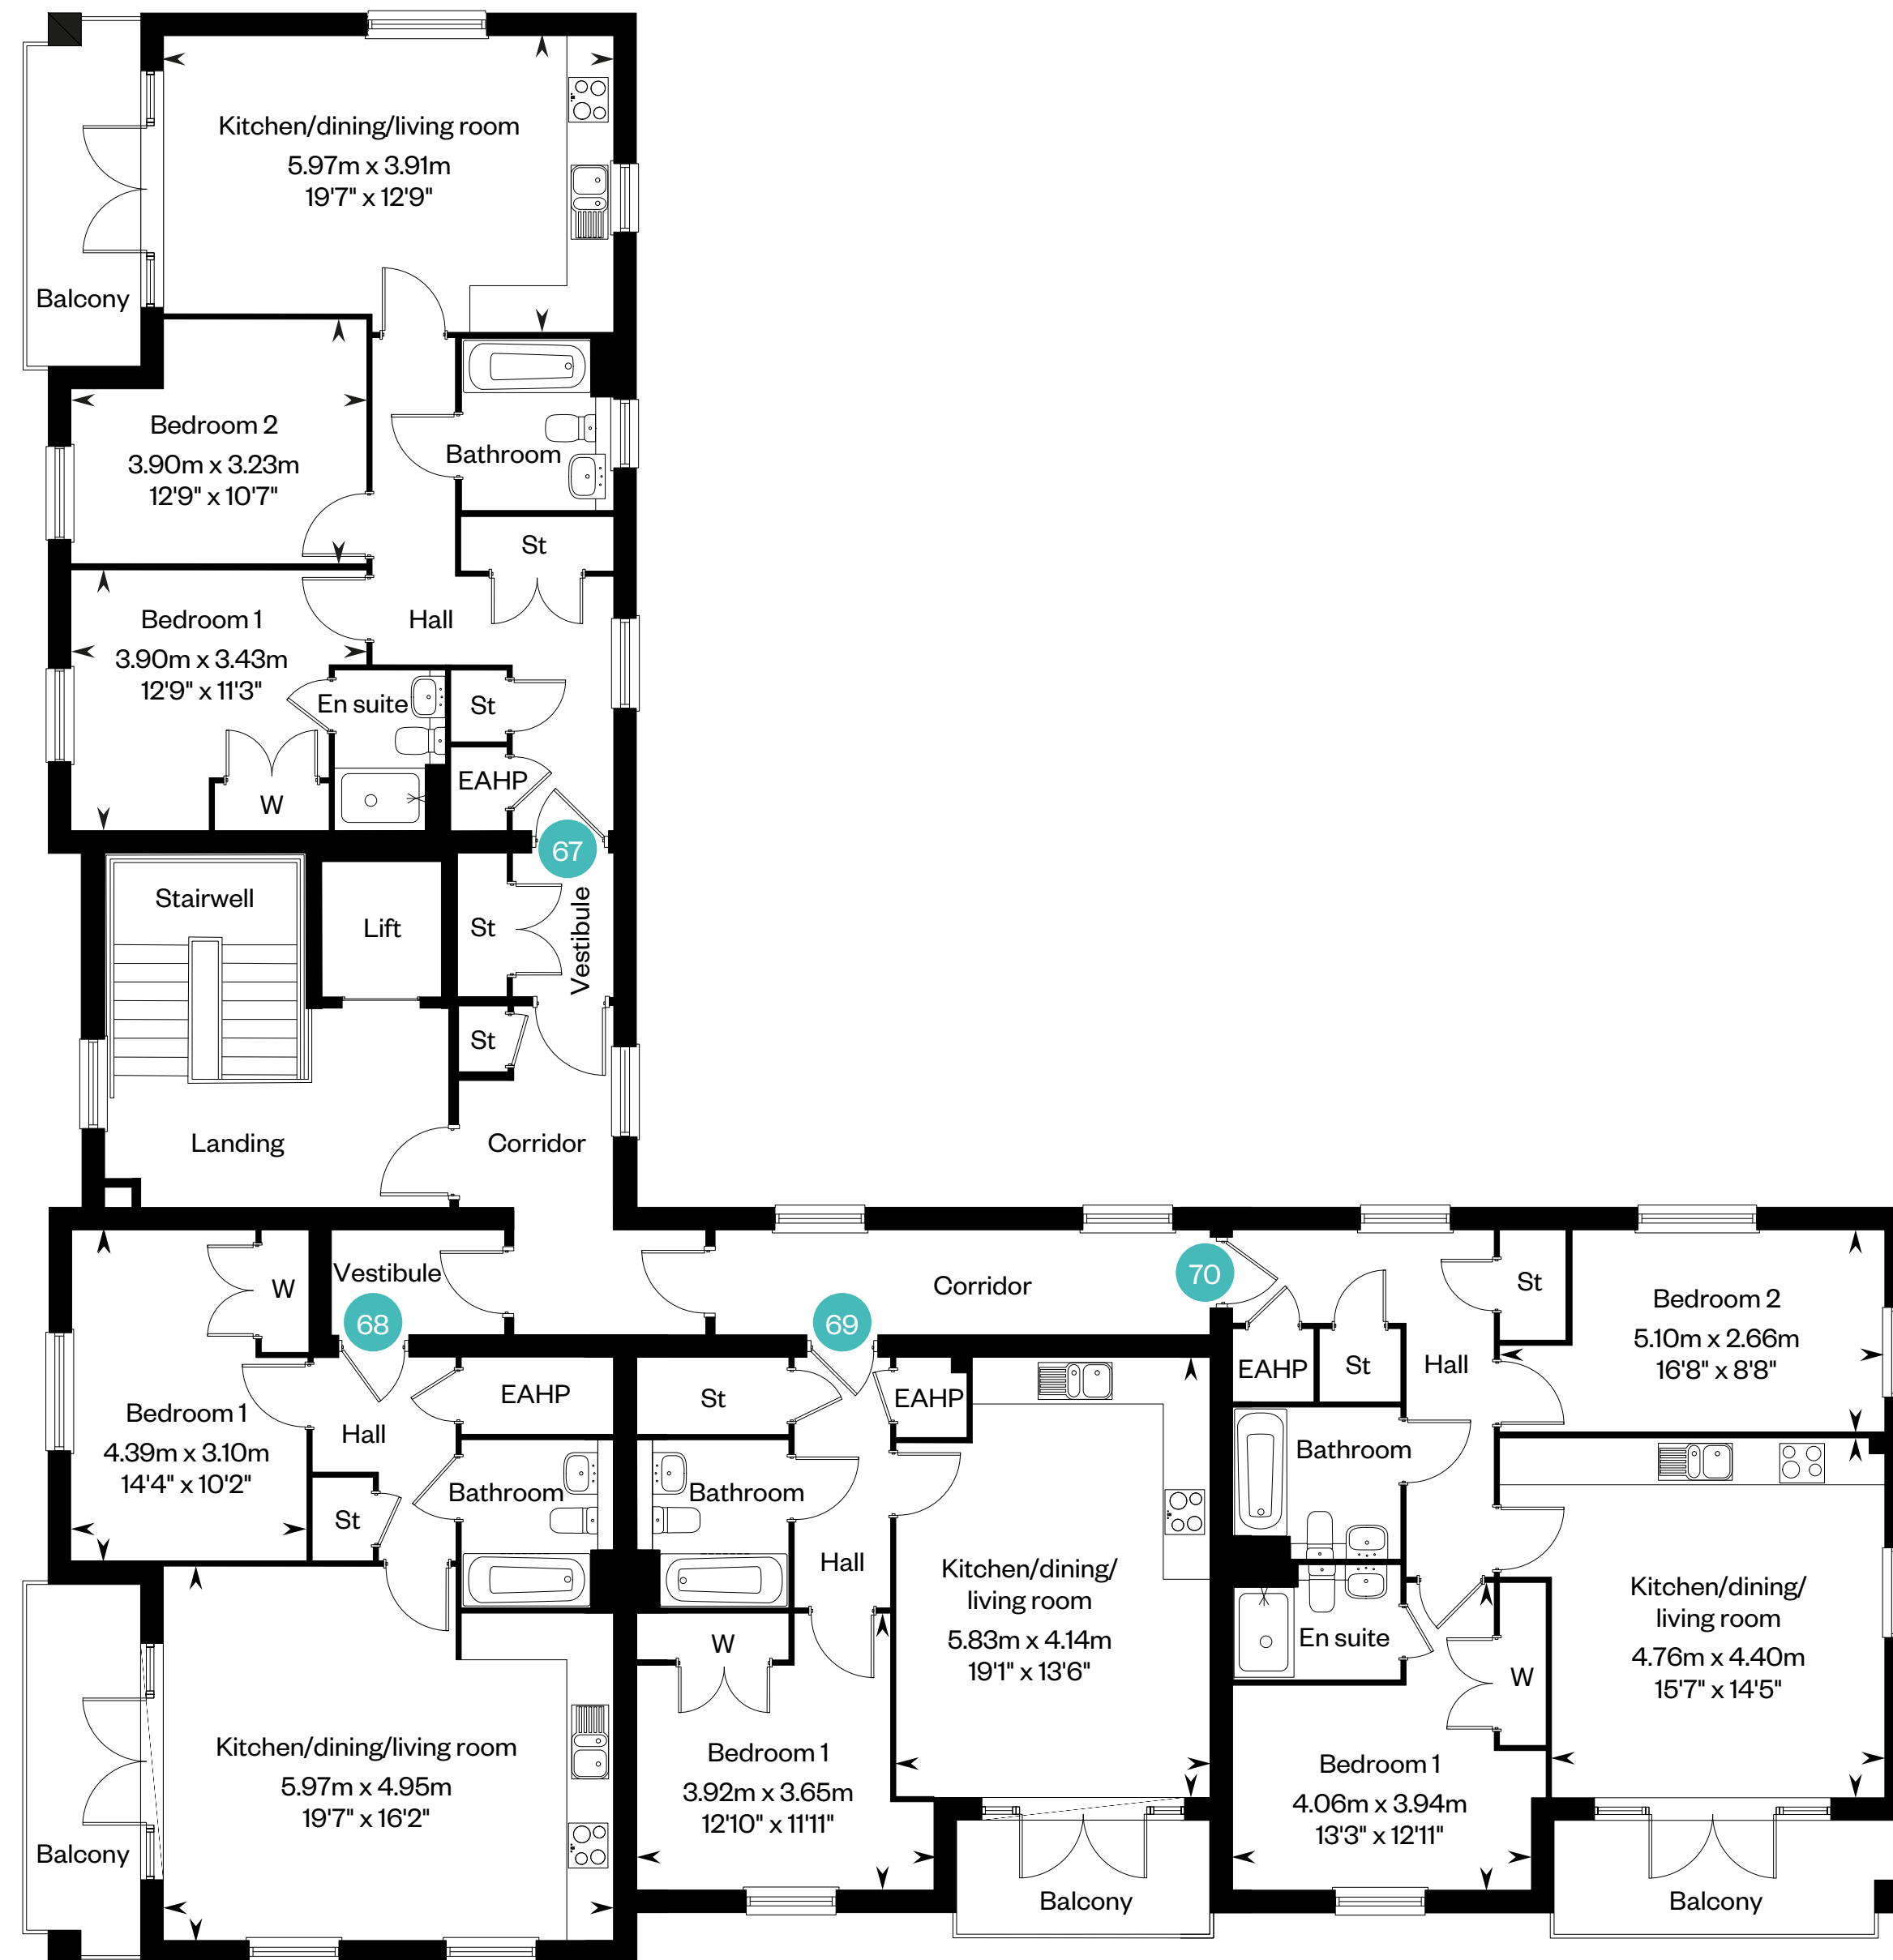 Kitchen/dining/living room
5.97m x 3.91m
19'7" x 12'9"
Balcony
Bedroom 2
3.90m x 3.23m
12'9" x 10'7"
Bathroom
St
Bedroom 1
3.90m x 3.43m
12'9" x 11'3"
Hall
En suite
St
EAHP
W
67
Stairwell
Lift
St
Vestibule
St
Landing
Corridor
Vestibule
W
68
Bedroom 1
4.39m x 3.10m
14'4" x 10'2"
Hall
EAHP
Bathroom
St
Kitchen/dining/living room
5.97m x 4.95m
19'7" x 16'2"
Balcony
Corridor
69
St
EAHP
Bathroom
Hall
Kitchen/dining/
living room
5.83m x 4.14m
19'1" x 13'6"
W
Bedroom 1
3.92m x 3.65m
12'10" x 11'11"
Balcony
70
St
Bedroom 2
5.10m x 2.66m
16'8" x 8'8"
EAHP
St
Hall
Bathroom
Kitchen/dining/
living room
4.76m x 4.40m
15'7" x 14'5"
En suite
W
Bedroom 1
4.06m x 3.94m
13'3" x 12'11"
Balcony